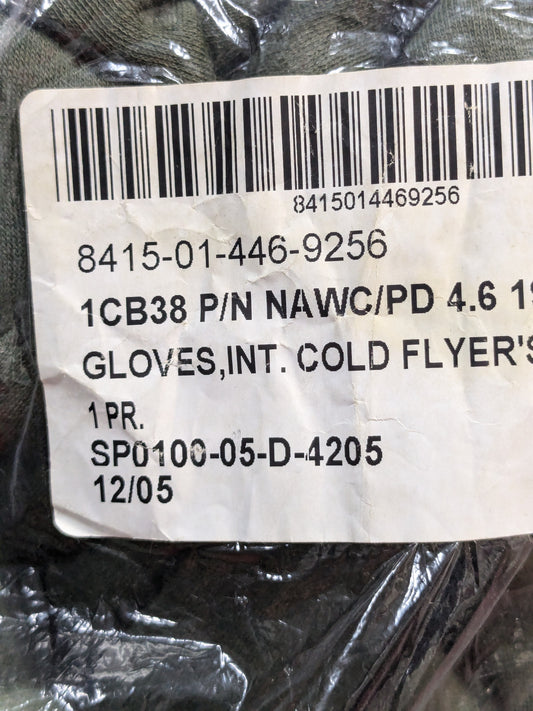 8415014469256
8415-01-446-9256
1CB38 P/N NAWC/PD 4.6
GLOVES,INT. COLD FLYER'S
1 PR.
SP0100-05-D-4205
12/05